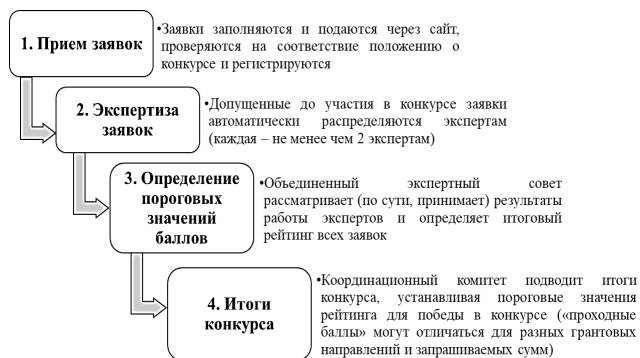 1. Прием заявок
•Заявки заполняются и подаются через сайт,
проверяются на соответствие положению о
конкурсе и регистрируются
2. Экспертиза
заявок
•Допущенные до участия в конкурсе заявки
автоматически распределяются экспертам
(каждая – не менее чем 2 экспертам)
3. Определение
пороговых
значений
баллов
•Объединенный экспертный совет
рассматривает (по сути, принимает) результаты
работы экспертов и определяет итоговый
рейтинг всех заявок
4. Итоги
конкурса
•Координационный комитет подводит итоги
конкурса, устанавливая пороговые значения
рейтинга для победы в конкурсе («проходные
баллы» могут отличаться для разных грантовых
направлений и запрашиваемых сумм)